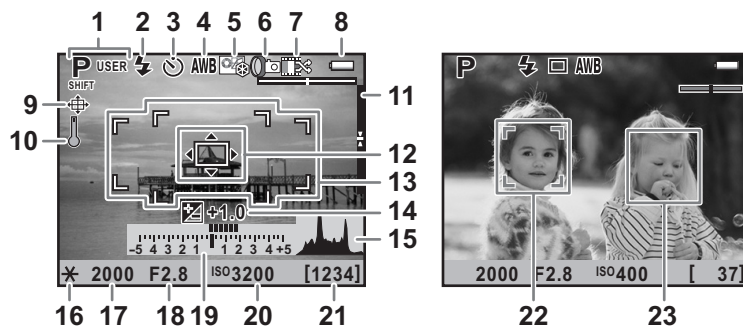 1 2 3 4 5 6 7 8
P USER AWB
SHIFT
P AWB
9
10
11
12
13
+1.0
14
15
-5 4 3 2 1 1 2 3 4 +5
2000 F2.8 ISO3200 [1234]
2000 F2.8 ISO400 [ 37]
16 17 18 19 20 21
22 23